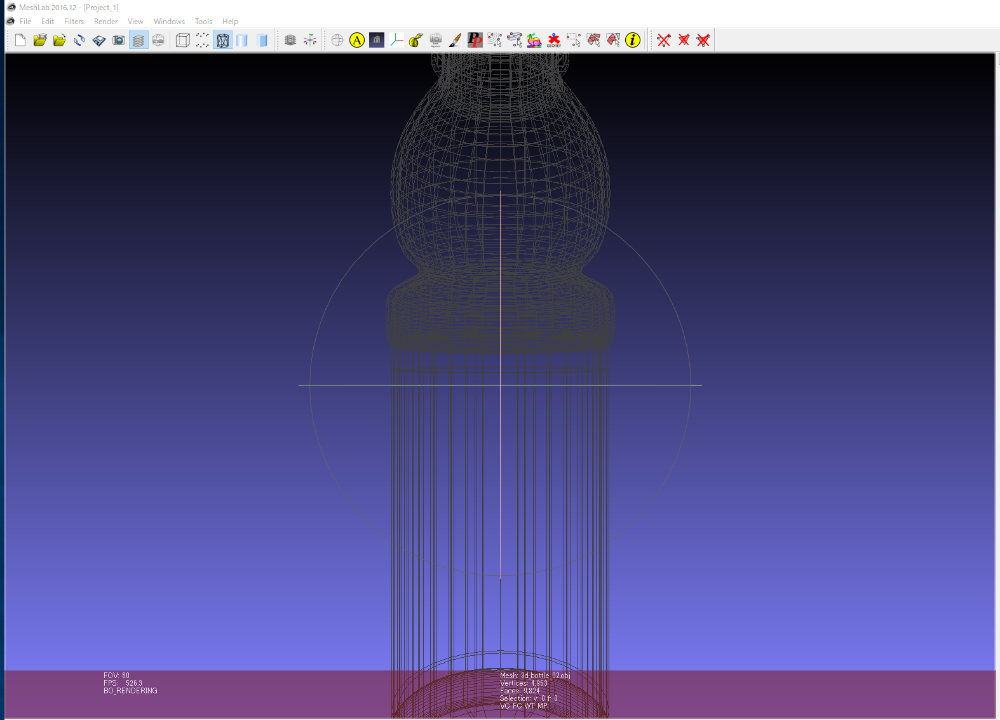 MeshLab 2016.12 - [Project_1]
File Edit Filters Render View Windows Tools Help
A
PP
GEOREF
i
FOV: 60
FPS: 526.3
BO_RENDERING
Mesh: 3d_bottle_02.obj
Vertices: 4,963
Faces: 9,824
Selection: v: 0 f: 0
VC FC WT MP